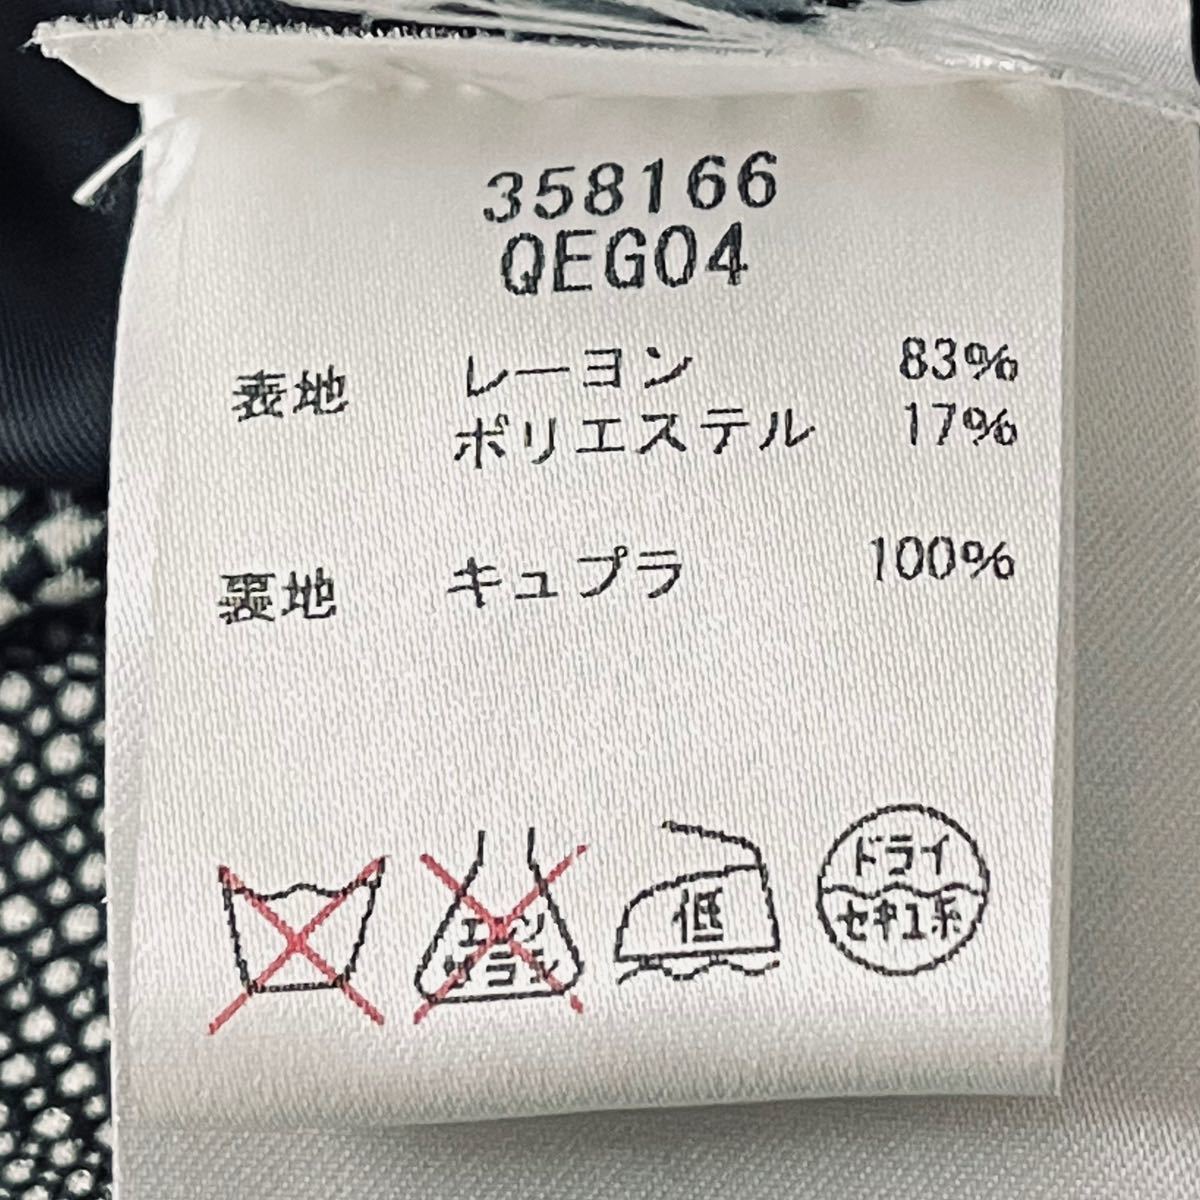 358166
QEG04
表地 レーヨン 83%
ポリエステル 17%
裏地 キュプラ 100%
エンソ
サラシ
低
ドライ
セキユ系